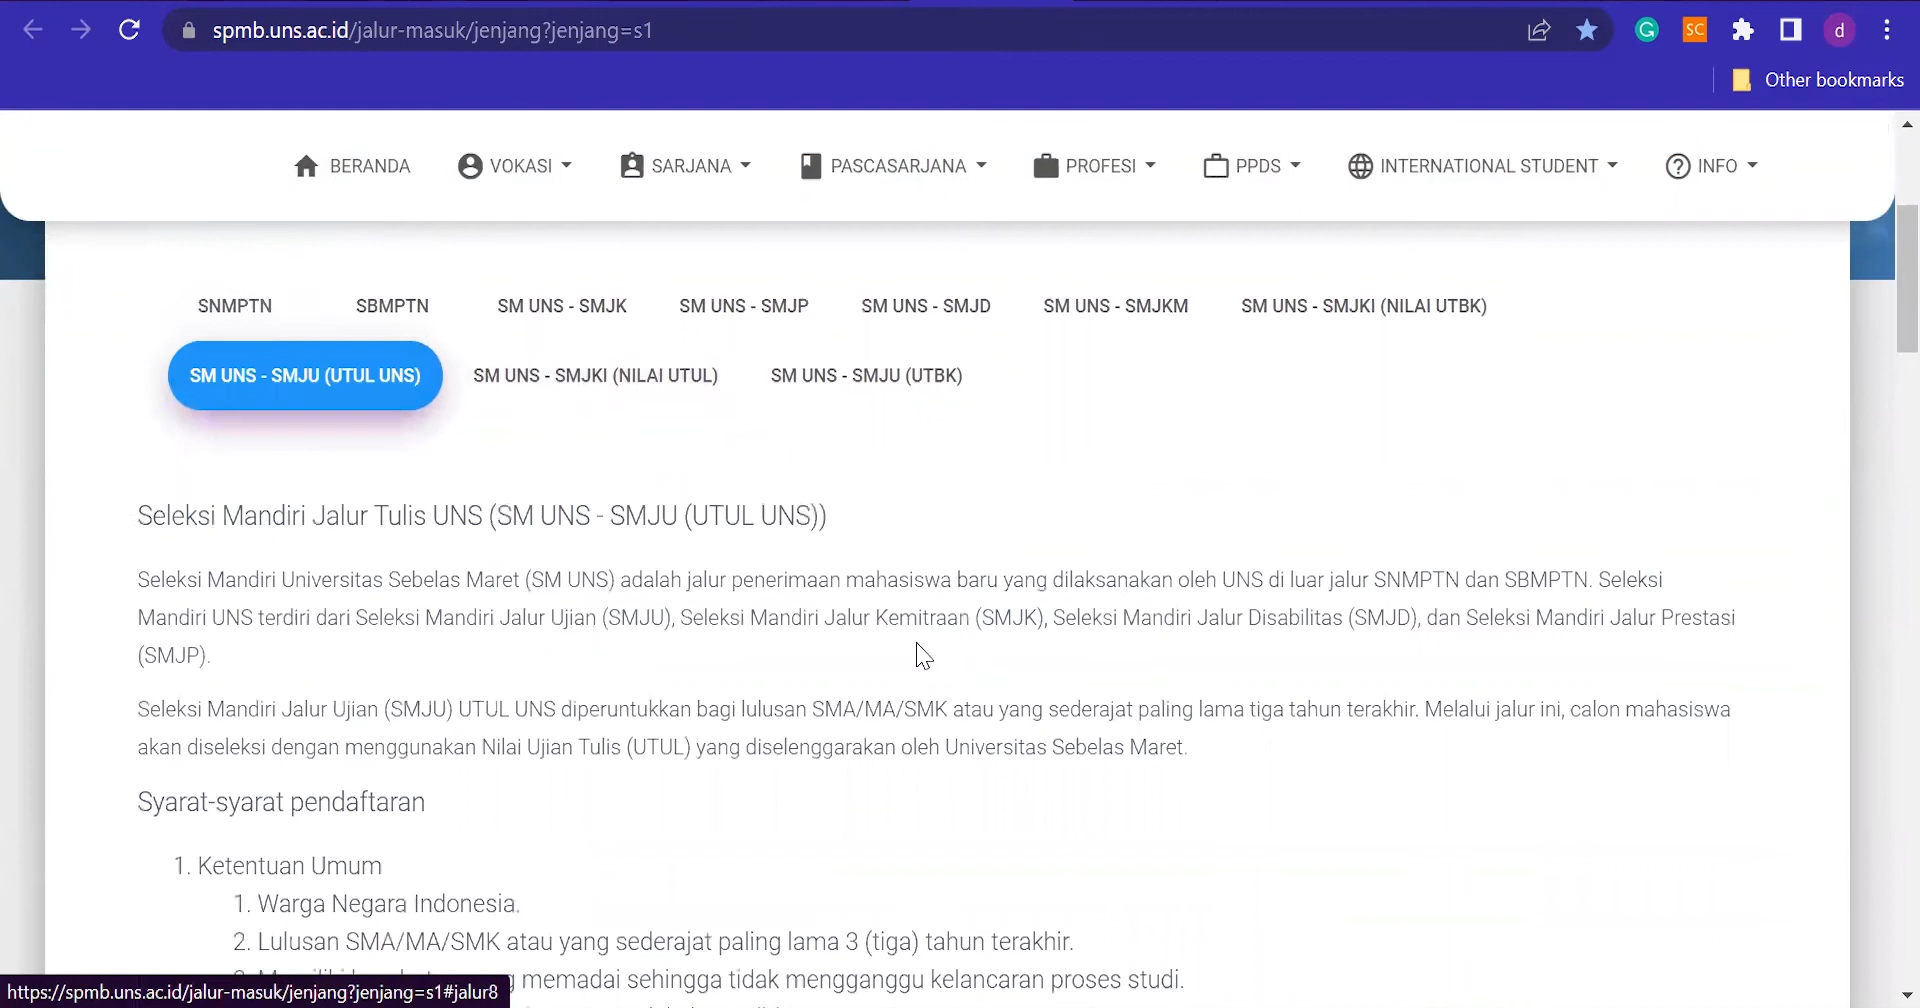 spmb.uns.ac.id/jalur-masuk/jenjang?jenjang=s1
G
SC
d
Other bookmarks
BERANDA VOKASI SARJANA PASCASARJANA PROFESI PPDS INTERNATIONAL STUDENT INFO
SNMPTN SBMPTN SM UNS - SMJK SM UNS - SMJP SM UNS - SMJD SM UNS - SMJKM SM UNS - SMJKI (NILAI UTBK)
SM UNS - SMJU (UTUL UNS) SM UNS - SMJKI (NILAI UTUL) SM UNS - SMJU (UTBK)
Seleksi Mandiri Jalur Tulis UNS (SM UNS - SMJU (UTUL UNS))
Seleksi Mandiri Universitas Sebelas Maret (SM UNS) adalah jalur penerimaan mahasiswa baru yang dilaksanakan oleh UNS di luar jalur SNMPTN dan SBMPTN. Seleksi
Mandiri UNS terdiri dari Seleksi Mandiri Jalur Ujian (SMJU), Seleksi Mandiri Jalur Kemitraan (SMJK), Seleksi Mandiri Jalur Disabilitas (SMJD), dan Seleksi Mandiri Jalur Prestasi
(SMJP).
Seleksi Mandiri Jalur Ujian (SMJU) UTUL UNS diperuntukkan bagi lulusan SMA/MA/SMK atau yang sederajat paling lama tiga tahun terakhir. Melalui jalur ini, calon mahasiswa
akan diseleksi dengan menggunakan Nilai Ujian Tulis (UTUL) yang diselenggarakan oleh Universitas Sebelas Maret.
Syarat-syarat pendaftaran
1. Ketentuan Umum
1. Warga Negara Indonesia.
2. Lulusan SMA/MA/SMK atau yang sederajat paling lama 3 (tiga) tahun terakhir.
memadai sehingga tidak mengganggu kelancaran proses studi.
https://spmb.uns.ac.id/jalur-masuk/jenjang?jenjang=s1#jalur8